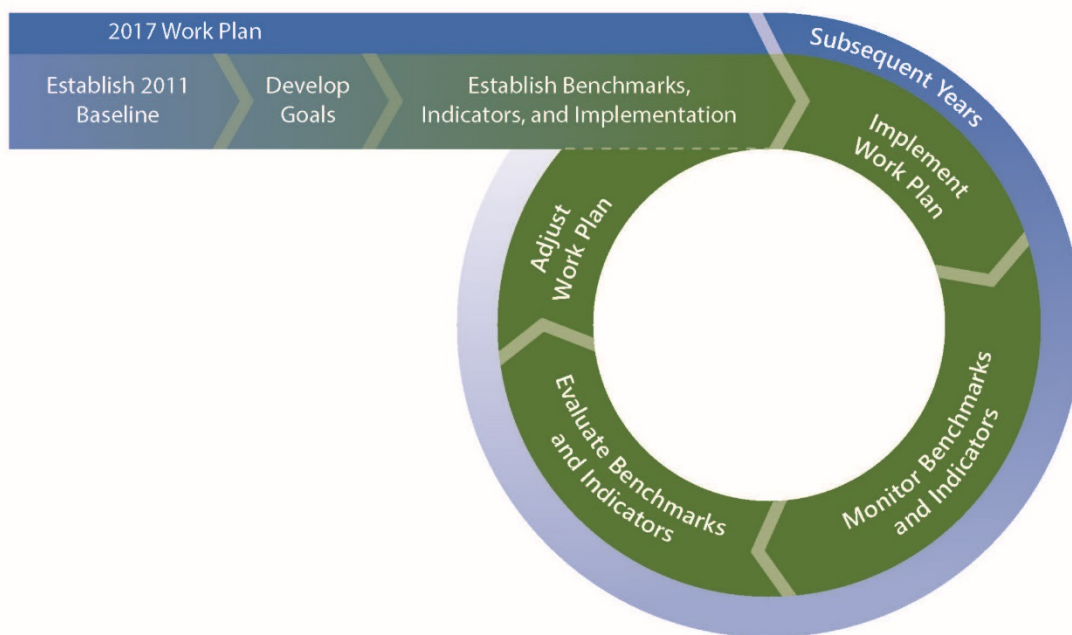 2017 Work Plan
Establish 2011
Baseline
Develop
Goals
Establish Benchmarks,
Indicators, and Implementation
Subsequent Years
Implement
Work Plan
Monitor Benchmarks
and Indicators
Evaluate Benchmarks
and Indicators
Adjust
Work Plan